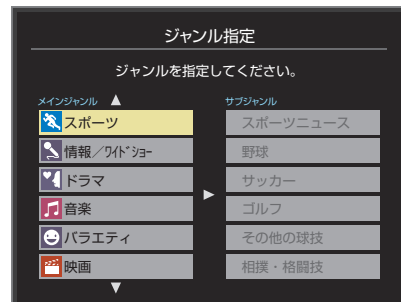 ジャンル指定
ジャンルを指定してください。
メインジャンル
スポーツ
情報／ﾜｲﾄﾞｼｮｰ
ドラマ
音楽
バラエティ
映画
サブジャンル
スポーツニュース
野球
サッカー
ゴルフ
その他の球技
相撲・格闘技